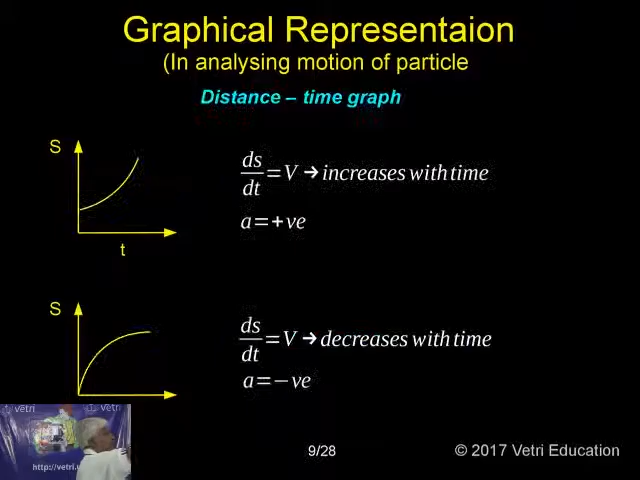 Graphical Representaion
(In analysing motion of particle
Distance – time graph
S
t
ds/dt = V → increases with time
a = + ve
S
ds/dt = V → decreases with time
a = − ve
vetri
vetri
http://vetri.
9/28
© 2017 Vetri Education